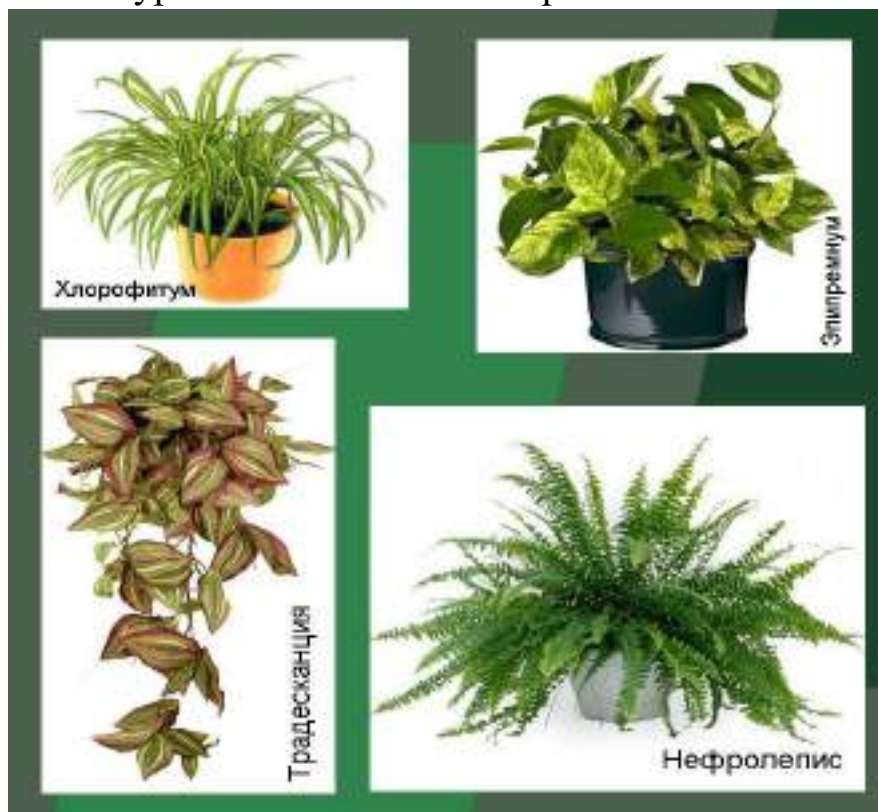 Хлорофитум
Эпипремнум
Традесканция
Нефролепис